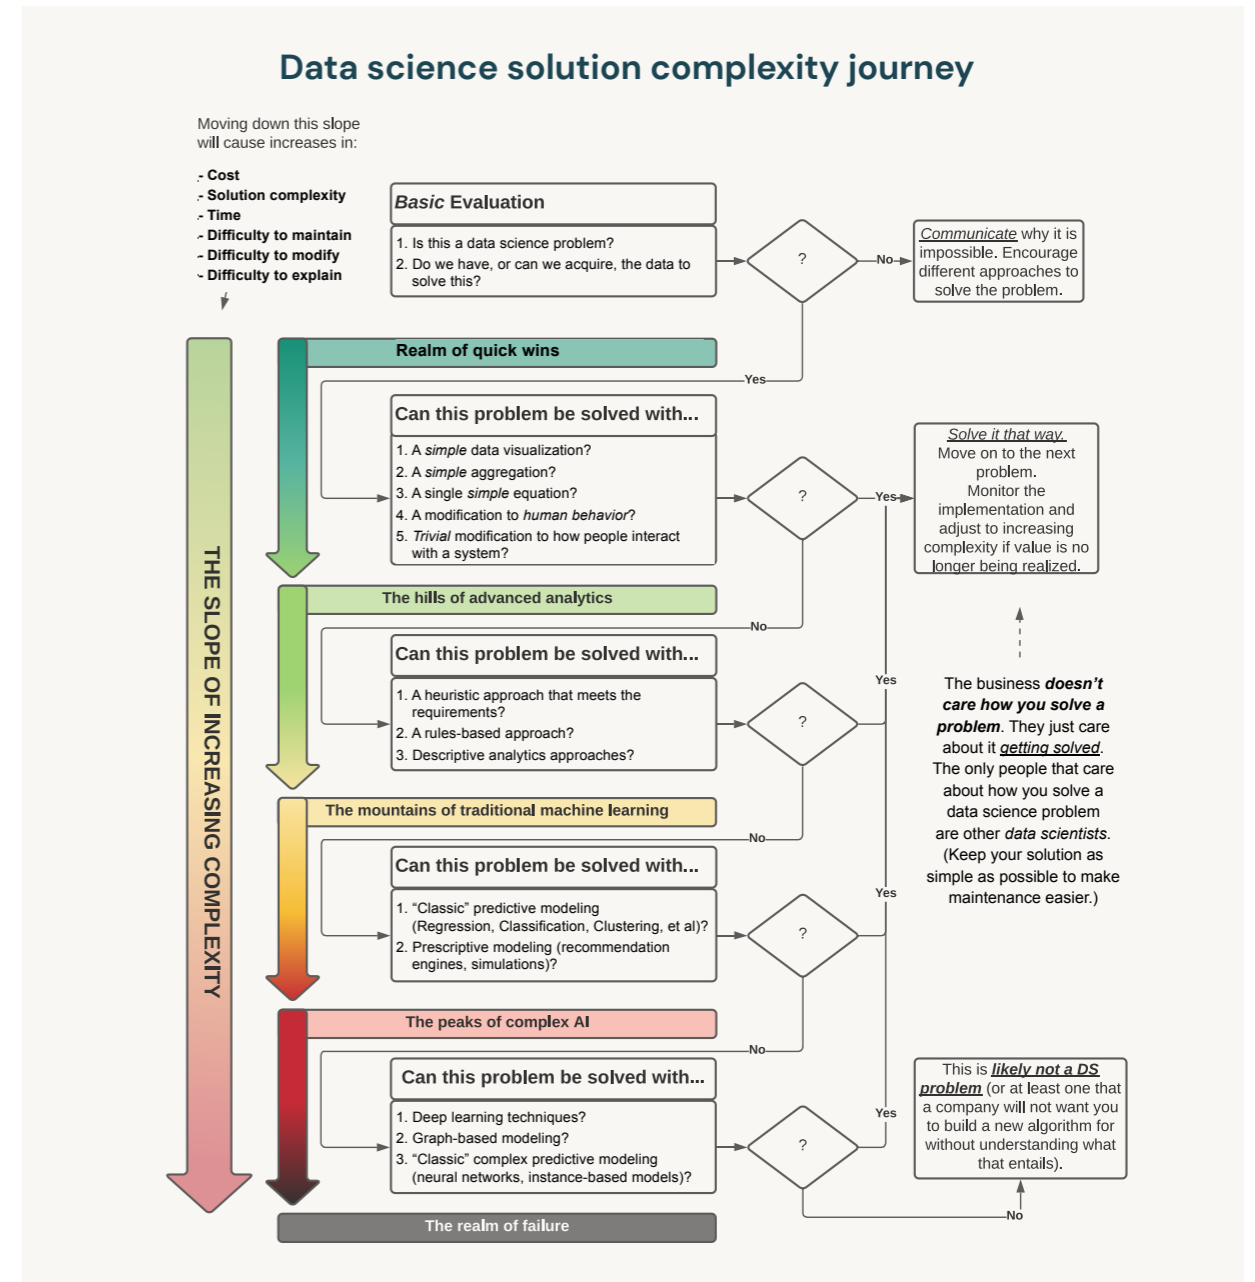 Data science solution complexity journey
Moving down this slope
will cause increases in:
- Cost
- Solution complexity
- Time
- Difficulty to maintain
- Difficulty to modify
- Difficulty to explain
Basic Evaluation
1. Is this a data science problem?
2. Do we have, or can we acquire, the data to
solve this?
?
No
Communicate why it is
impossible. Encourage
different approaches to
solve the problem.
THE SLOPE OF INCREASING COMPLEXITY
Realm of quick wins
Yes
Can this problem be solved with...
1. A simple data visualization?
2. A simple aggregation?
3. A single simple equation?
4. A modification to human behavior?
5. Trivial modification to how people interact
with a system?
?
Yes
Solve it that way.
Move on to the next
problem.
Monitor the
implementation and
adjust to increasing
complexity if value is no
longer being realized.
The hills of advanced analytics
No
Can this problem be solved with...
1. A heuristic approach that meets the
requirements?
2. A rules-based approach?
3. Descriptive analytics approaches?
?
Yes
The business doesn't
care how you solve a
problem. They just care
about it getting solved.
The only people that care
about how you solve a
data science problem
are other data scientists.
(Keep your solution as
simple as possible to make
maintenance easier.)
The mountains of traditional machine learning
No
Can this problem be solved with...
1. “Classic” predictive modeling
(Regression, Classification, Clustering, et al)?
2. Prescriptive modeling (recommendation
engines, simulations)?
?
Yes
The peaks of complex AI
No
Can this problem be solved with...
1. Deep learning techniques?
2. Graph-based modeling?
3. “Classic” complex predictive modeling
(neural networks, instance-based models)?
?
Yes
This is likely not a DS
problem (or at least one that
a company will not want you
to build a new algorithm for
without understanding what
that entails).
No
The realm of failure